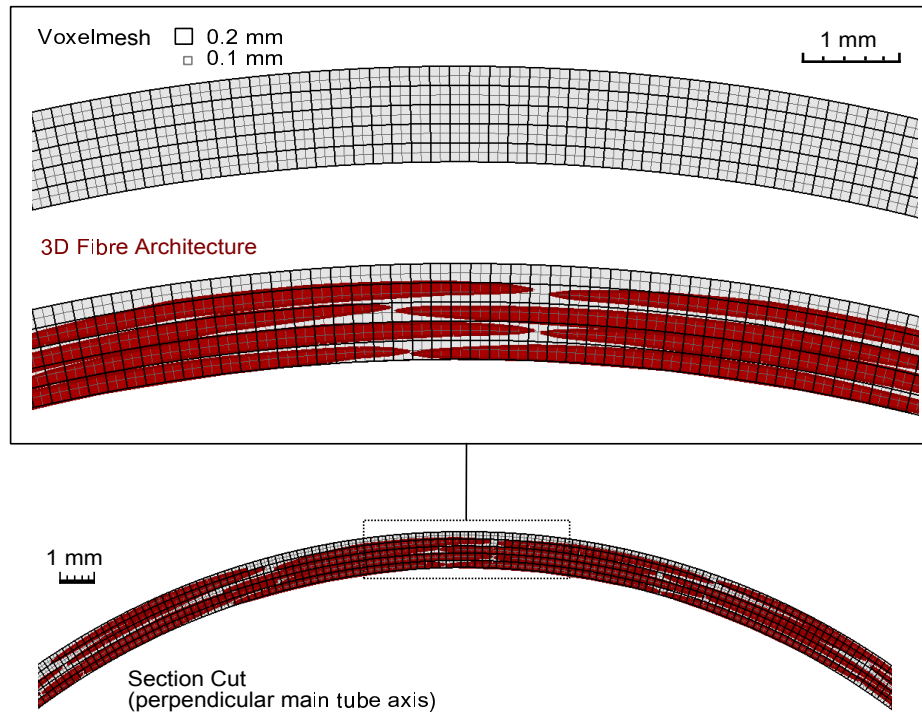 Voxelmesh
0.2 mm
0.1 mm
1 mm
3D Fibre Architecture
1 mm
Section Cut
(perpendicular main tube axis)